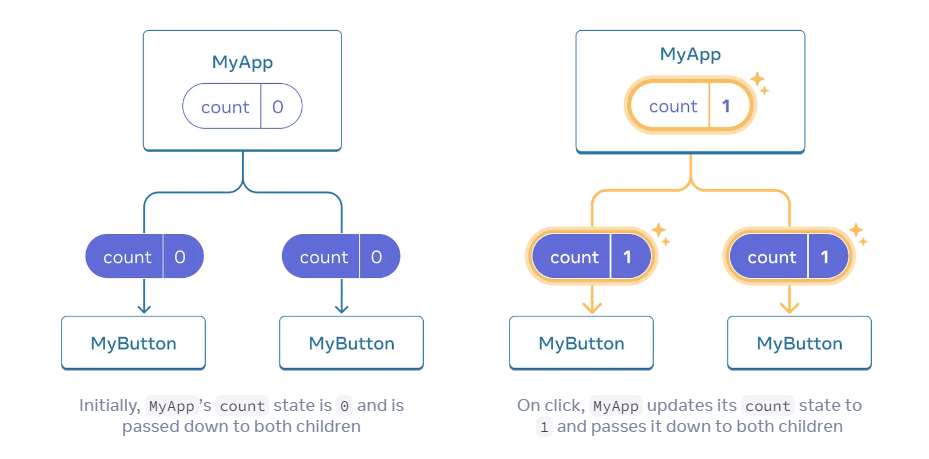 MyApp
count 0
count 0
count 0
MyButton
MyButton
Initially, MyApp's count state is 0 and is
passed down to both children
MyApp
count 1
count 1
count 1
MyButton
MyButton
On click, MyApp updates its count state to
1 and passes it down to both children